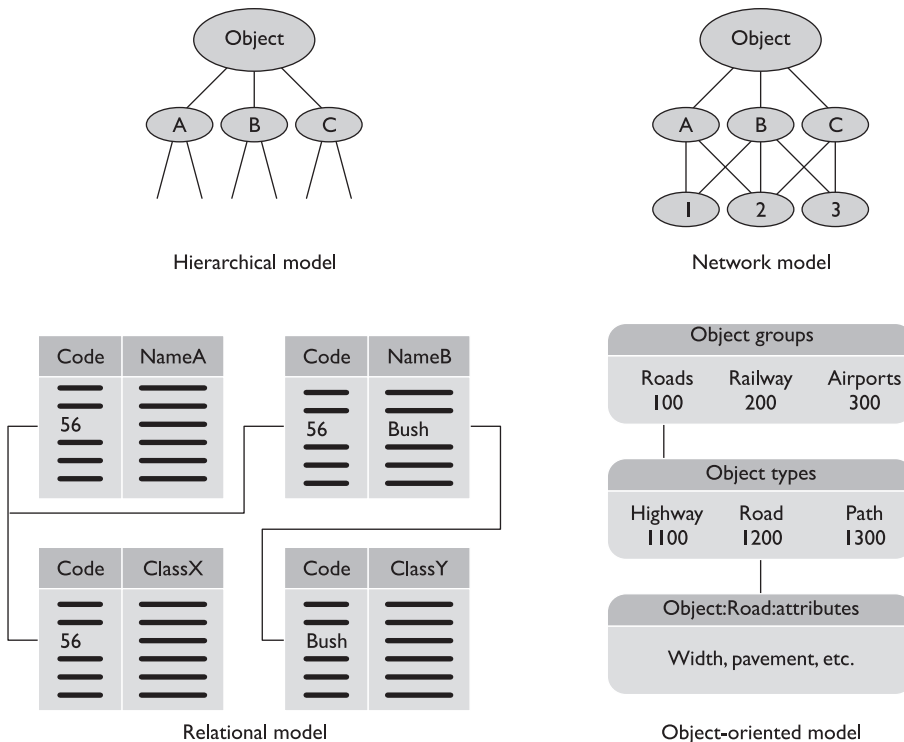 Object
A B C
Hierarchical model
Object
A B C
1 2 3
Network model
Code NameA
56
Code NameB
56 Bush
Code ClassX
56
Code ClassY
Bush
Relational model
Object groups
Roads Railway Airports
100 200 300
Object types
Highway Road Path
1100 1200 1300
Object:Road:attributes
Width, pavement, etc.
Object-oriented model